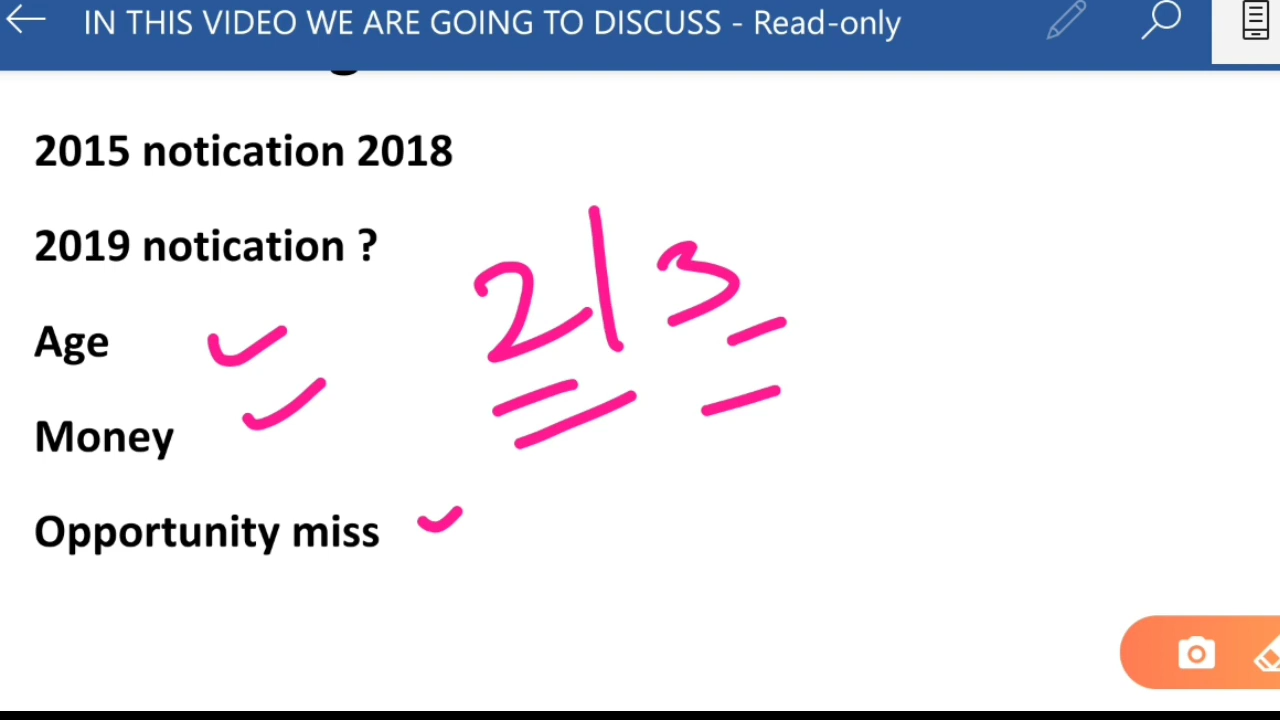 IN THIS VIDEO WE ARE GOING TO DISCUSS - Read-only
2015 notication 2018
2019 notication ?
2/3
Age
Money
Opportunity miss